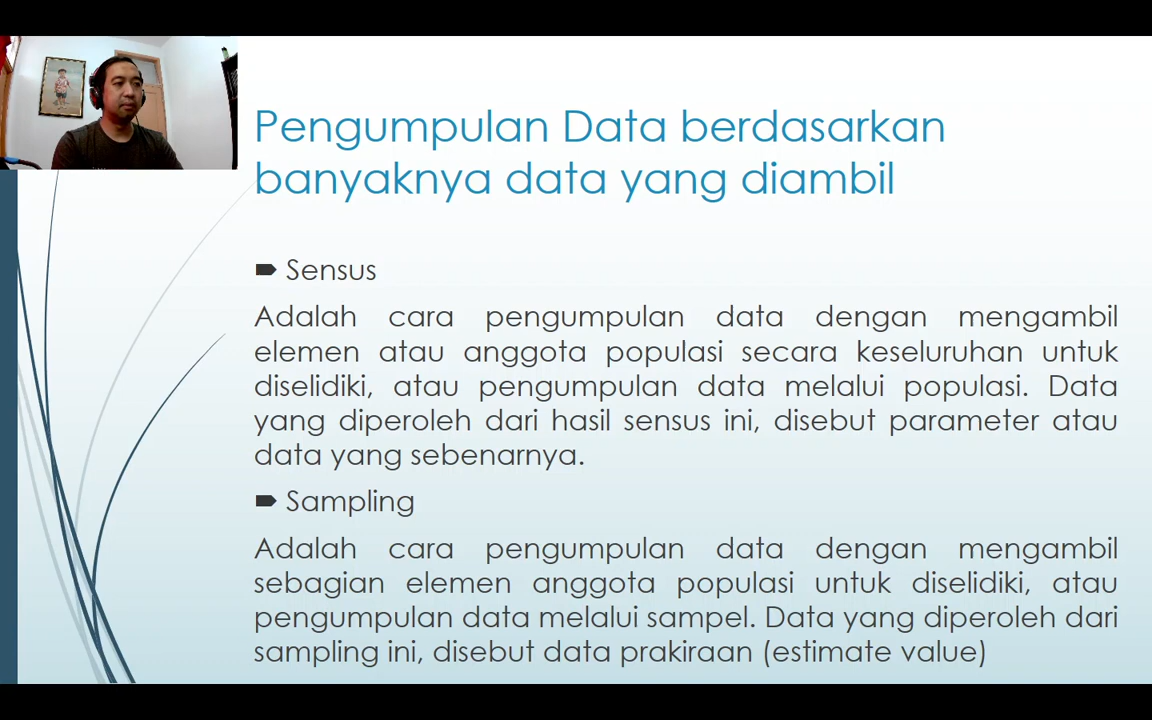 Pengumpulan Data berdasarkan
banyaknya data yang diambil
Sensus
Adalah cara pengumpulan data dengan mengambil
elemen atau anggota populasi secara keseluruhan untuk
diselidiki, atau pengumpulan data melalui populasi. Data
yang diperoleh dari hasil sensus ini, disebut parameter atau
data yang sebenarnya.
Sampling
Adalah cara pengumpulan data dengan mengambil
sebagian elemen anggota populasi untuk diselidiki, atau
pengumpulan data melalui sampel. Data yang diperoleh dari
sampling ini, disebut data prakiraan (estimate value)